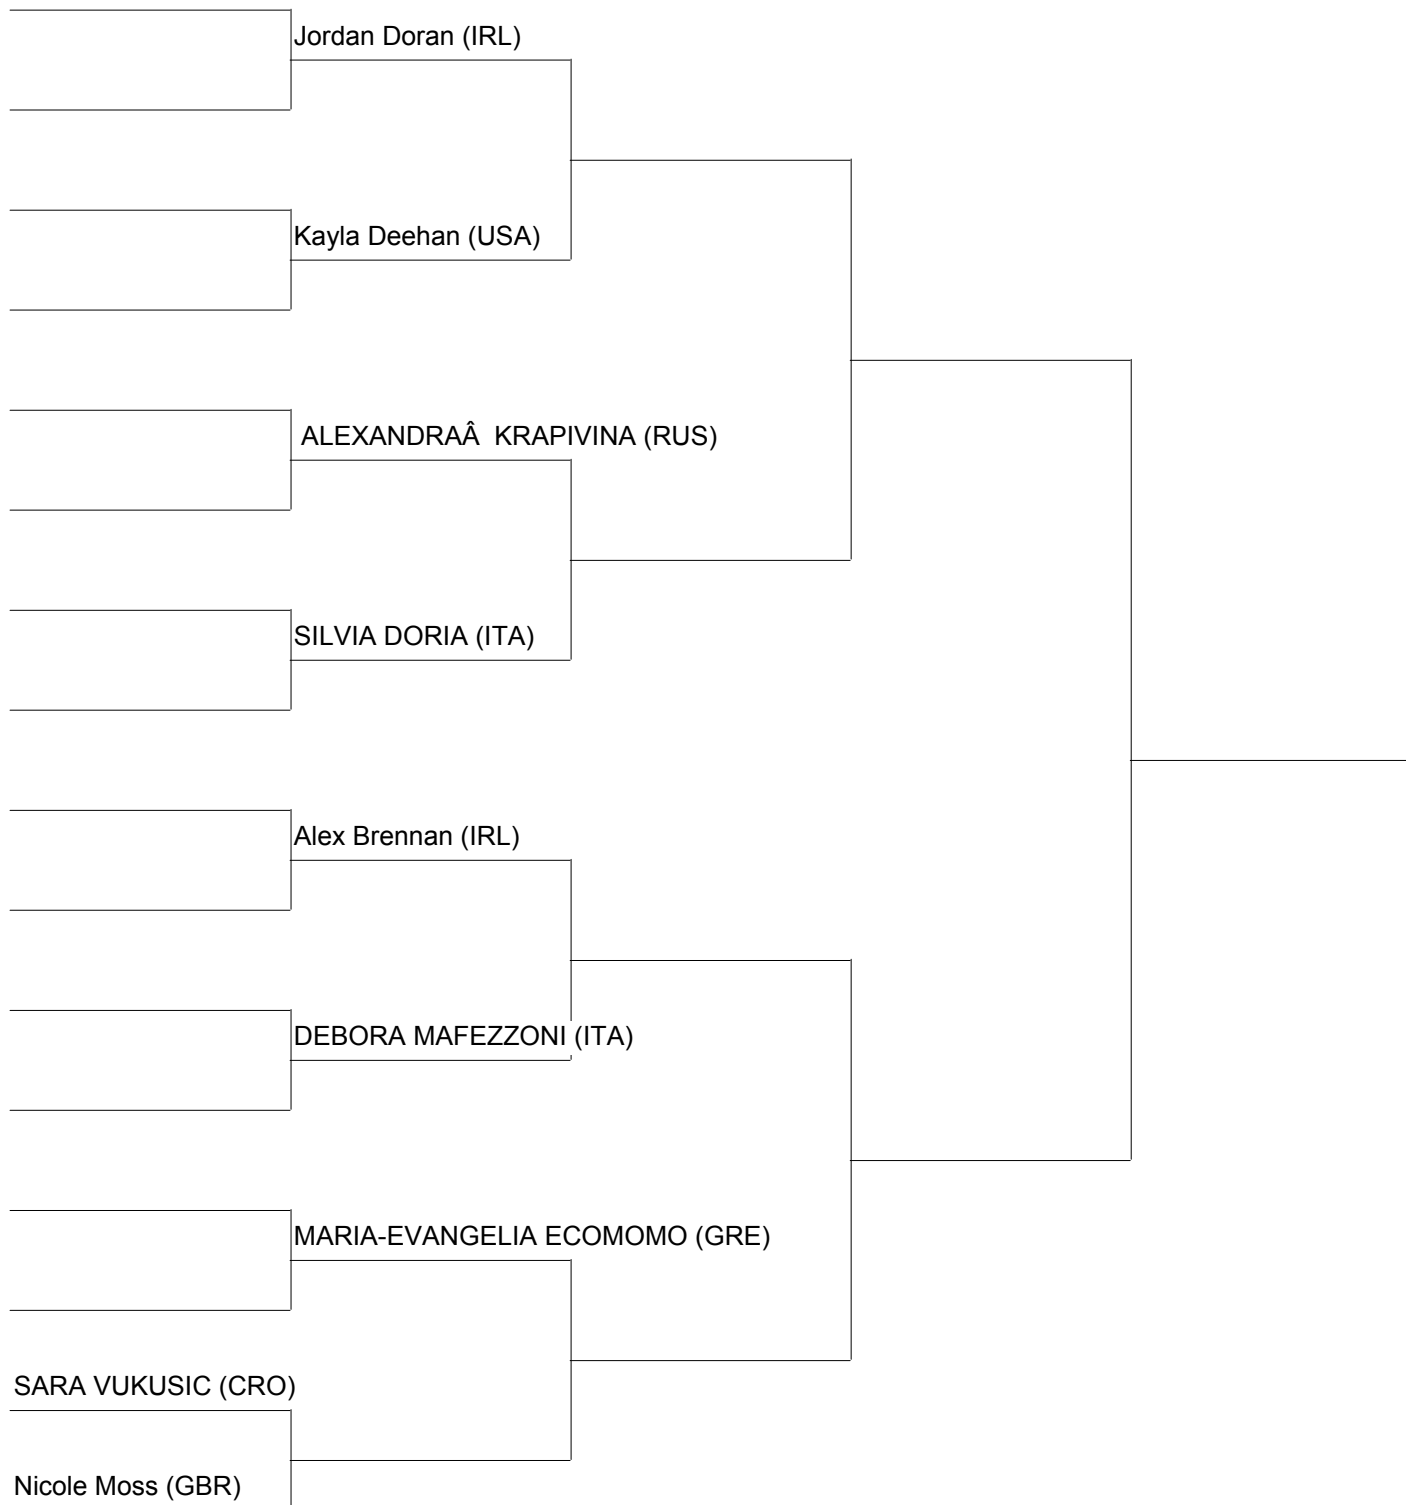 Jordan Doran (IRL)
Kayla Deehan (USA)
ALEXANDRAÂ  KRAPIVINA (RUS)
SILVIA DORIA (ITA)
Alex Brennan (IRL)
DEBORA MAFEZZONI (ITA)
MARIA-EVANGELIA ECOMOMO (GRE)
SARA VUKUSIC (CRO)
Nicole Moss (GBR)